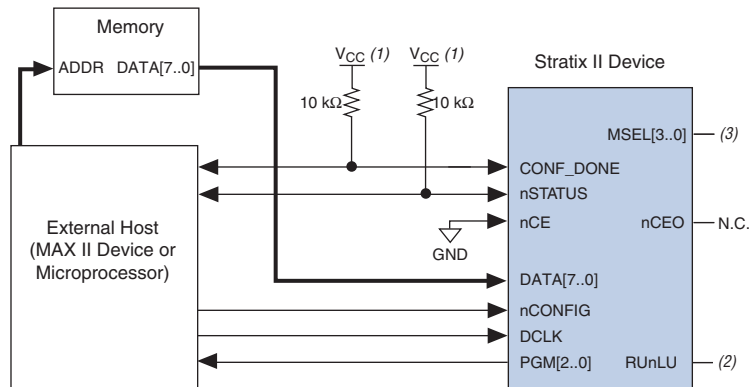 Memory
ADDR DATA[7..0]
VCC (1)
VCC (1)
10 kΩ
10 kΩ
Stratix II Device
MSEL[3..0]
(3)
CONF_DONE
nSTATUS
nCE
nCEO
N.C.
GND
External Host
(MAX II Device or
Microprocessor)
DATA[7..0]
nCONFIG
DCLK
PGM[2..0]
RUnLU
(2)